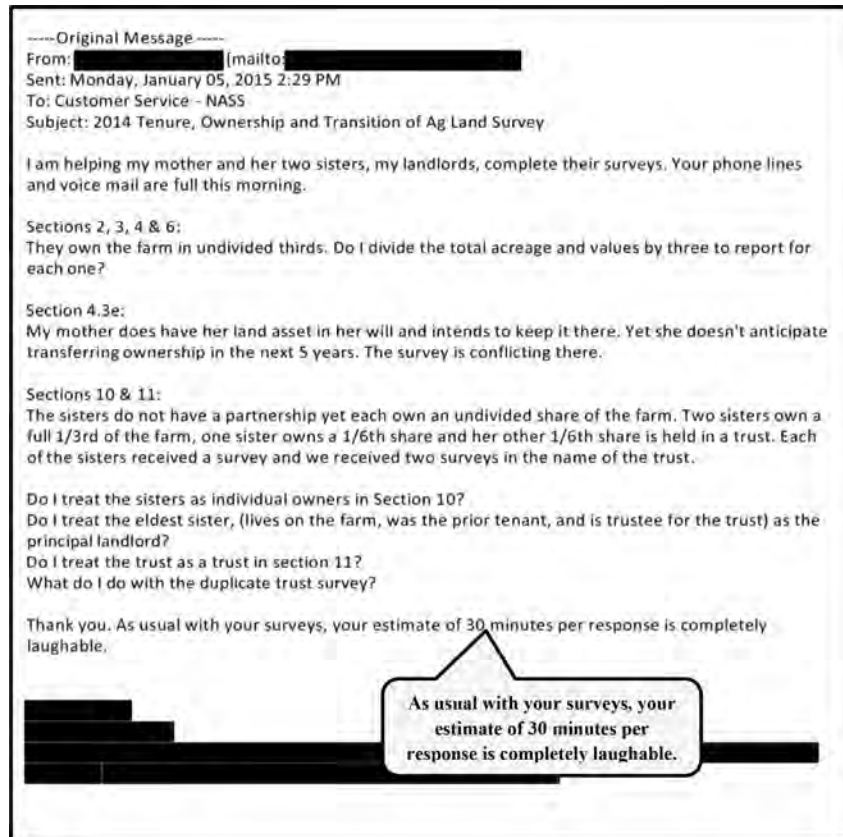 -----Original Message-----
From: [mailto:
Sent: Monday, January 05, 2015 2:29 PM
To: Customer Service - NASS
Subject: 2014 Tenure, Ownership and Transition of Ag Land Survey
I am helping my mother and her two sisters, my landlords, complete their surveys. Your phone lines
and voice mail are full this morning.
Sections 2, 3, 4 & 6:
They own the farm in undivided thirds. Do I divide the total acreage and values by three to report for
each one?
Section 4.3e:
My mother does have her land asset in her will and intends to keep it there. Yet she doesn't anticipate
transferring ownership in the next 5 years. The survey is conflicting there.
Sections 10 & 11:
The sisters do not have a partnership yet each own an undivided share of the farm. Two sisters own a
full 1/3rd of the farm, one sister owns a 1/6th share and her other 1/6th share is held in a trust. Each
of the sisters received a survey and we received two surveys in the name of the trust.
Do I treat the sisters as individual owners in Section 10?
Do I treat the eldest sister, (lives on the farm, was the prior tenant, and is trustee for the trust) as the
principal landlord?
Do I treat the trust as a trust in section 11?
What do I do with the duplicate trust survey?
Thank you. As usual with your surveys, your estimate of 30 minutes per response is completely
laughable.
As usual with your surveys, your
estimate of 30 minutes per
response is completely laughable.